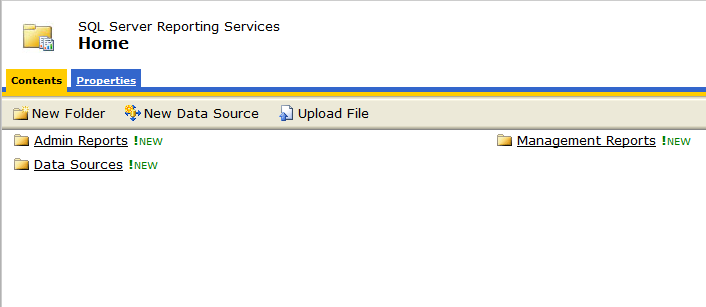 SQL Server Reporting Services
Home
Contents Properties
New Folder New Data Source Upload File
Admin Reports !NEW Management Reports !NEW
Data Sources !NEW